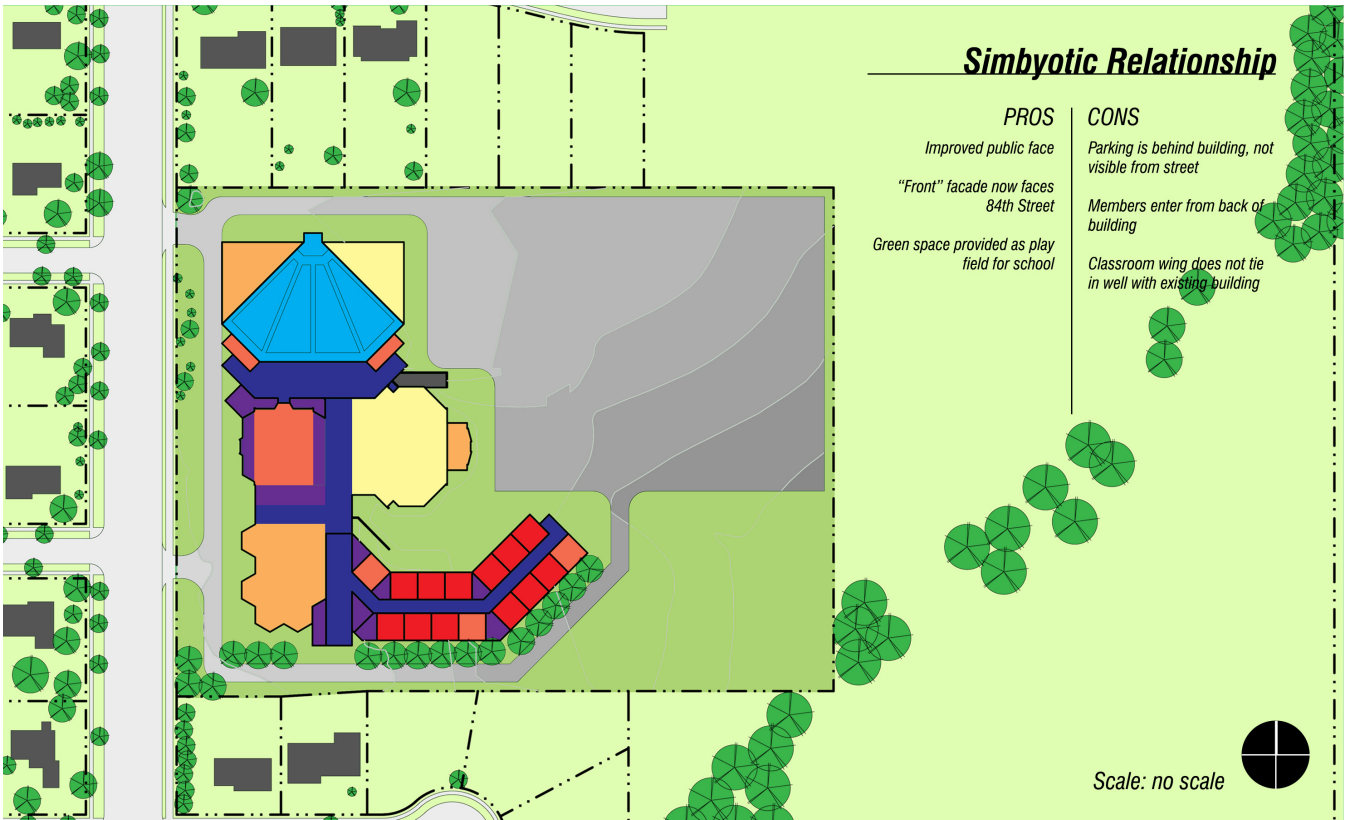 Simbyotic Relationship
PROS
Improved public face
“Front” facade now faces
84th Street
Green space provided as play
field for school
CONS
Parking is behind building, not
visible from street
Members enter from back of
building
Classroom wing does not tie
in well with existing building
Scale: no scale